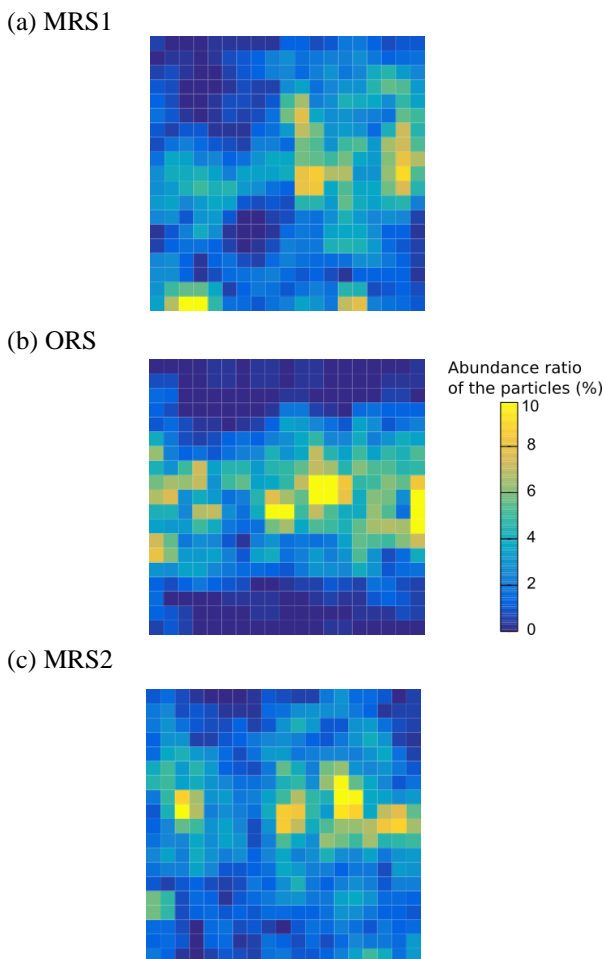 (a) MRS1
(b) ORS
Abundance ratio
of the particles (%)
10
8
6
4
2
0
(c) MRS2